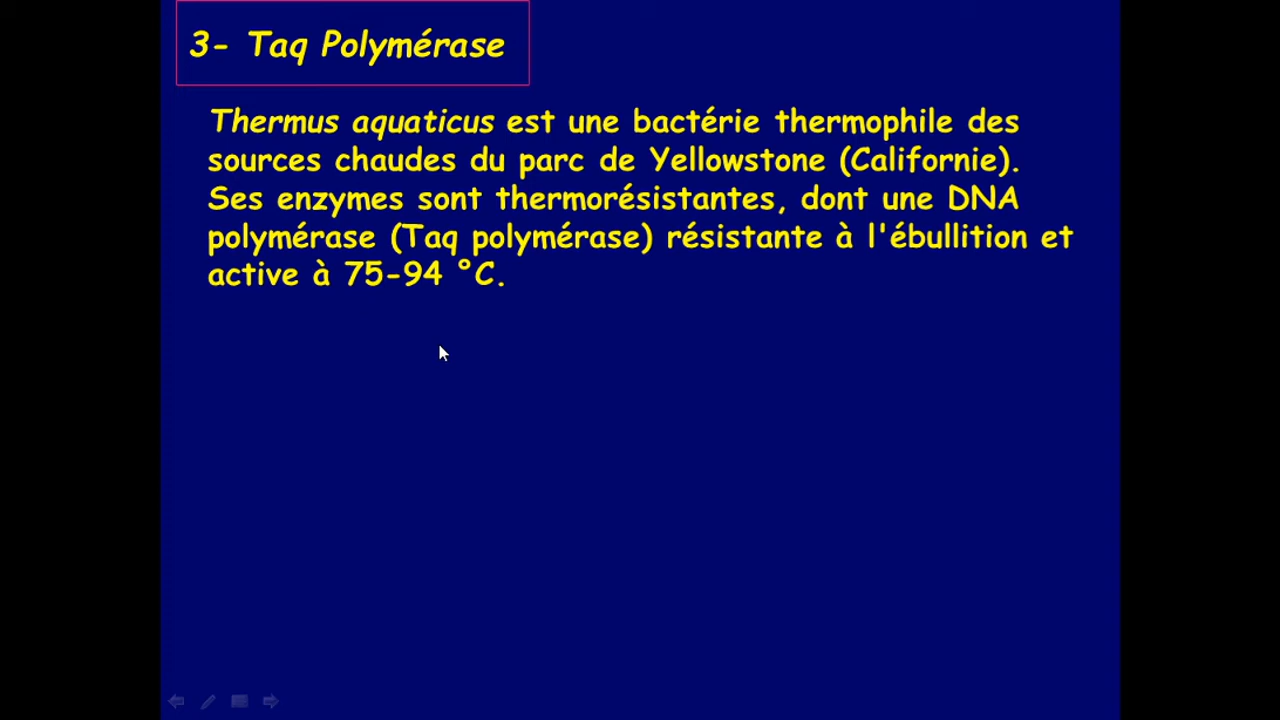 3- Taq Polymérase
Thermus aquaticus est une bactérie thermophile des
sources chaudes du parc de Yellowstone (Californie).
Ses enzymes sont thermorésistantes, dont une DNA
polymérase (Taq polymérase) résistante à l'ébullition et
active à 75-94 °C.